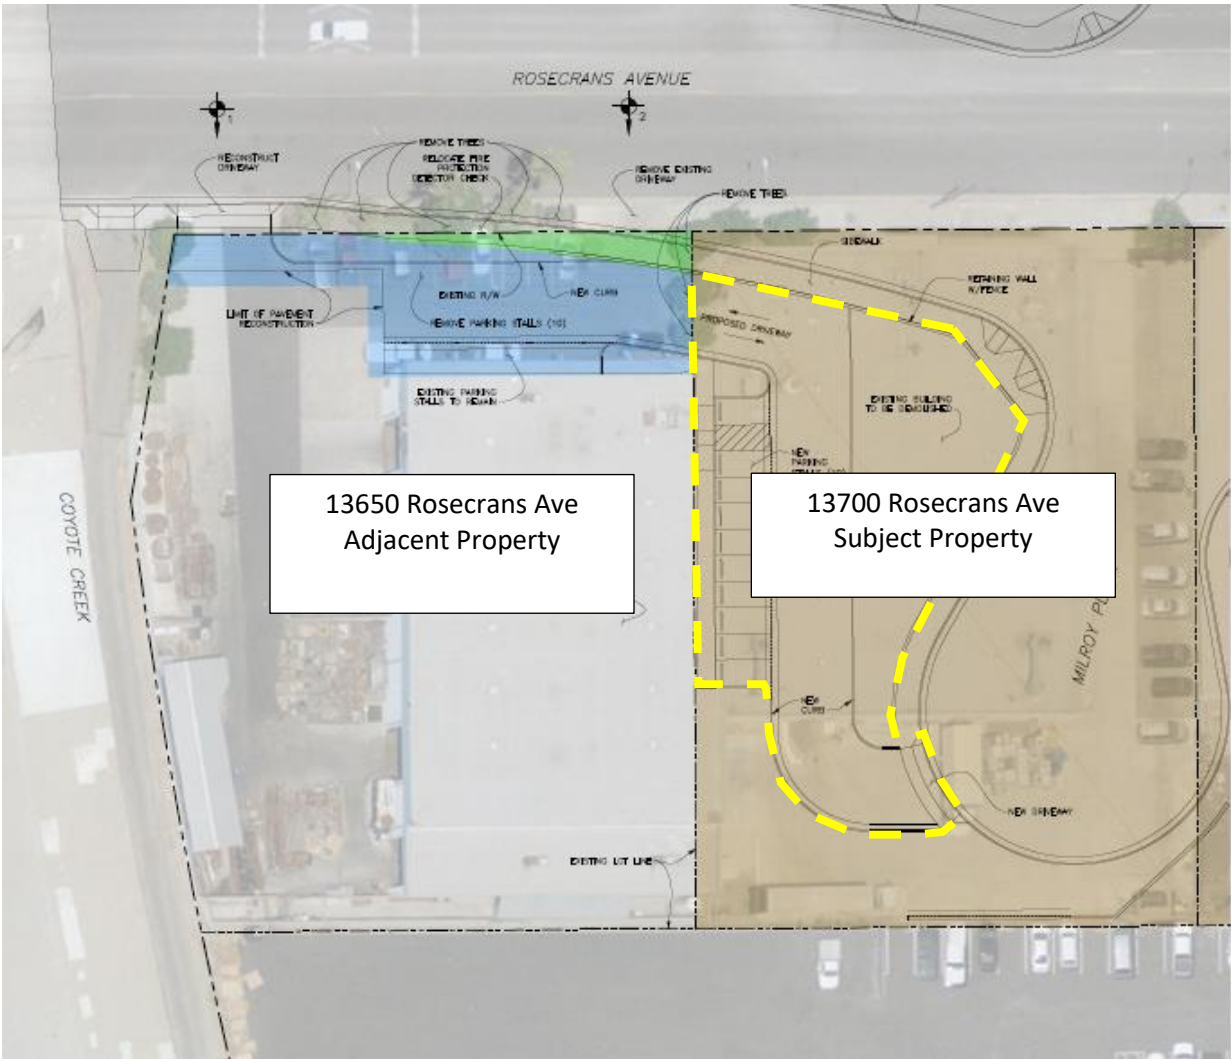 ROSECRANS AVENUE
1
2
RECONSTRUCT
DRIVEWAY
REMOVE TREES
RELOCATE FIRE
PROTECTION
DETECTOR CHECK
REMOVE EXISTING
DRIVEWAY
REMOVE TREES
SIDEWALK
RETAINING WALL
W/FENCE
EXISTING R/W
NEW CURB
LIMIT OF PAVEMENT
RECONSTRUCTION
REMOVE PARKING STALLS (10)
PROPOSED DRIVEWAY
EXISTING PARKING
STALLS TO REMAIN
EXISTING BUILDING
TO BE DEMOLISHED
NEW
PARKING
13650 Rosecrans Ave
Adjacent Property
13700 Rosecrans Ave
Subject Property
COYOTE CREEK
MILROY
NEW
CURB
NEW DRIVEWAY
EXISTING LOT LINE